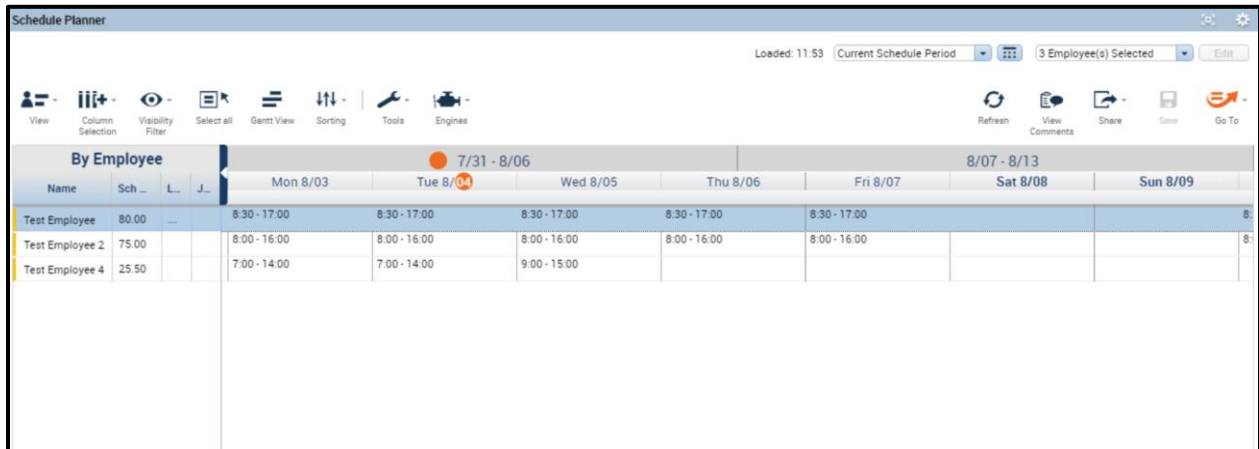 Schedule Planner
Loaded: 11:53 Current Schedule Period 3 Employee(s) Selected Edit
View Column Selection Visibility Filter Select all Gantt View Sorting Tools Engines Refresh View Comments Share Save Go To
By Employee 7/31 - 8/06 8/07 - 8/13
Name Sch ... L... J... Mon 8/03 Tue 8/04 Wed 8/05 Thu 8/06 Fri 8/07 Sat 8/08 Sun 8/09
Test Employee 80.00 ... 8:30 - 17:00 8:30 - 17:00 8:30 - 17:00 8:30 - 17:00 8:30 - 17:00 8:
Test Employee 2 75.00 8:00 - 16:00 8:00 - 16:00 8:00 - 16:00 8:00 - 16:00 8:00 - 16:00 8:
Test Employee 4 25.50 7:00 - 14:00 7:00 - 14:00 9:00 - 15:00